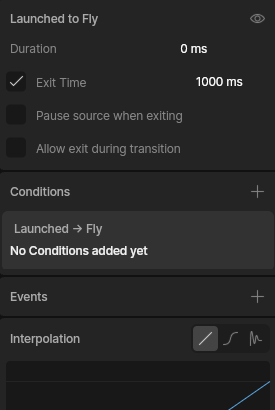 Launched to Fly
Duration 0 ms
Exit Time 1000 ms
Pause source when exiting
Allow exit during transition
Conditions
Launched → Fly
No Conditions added yet
Events
Interpolation